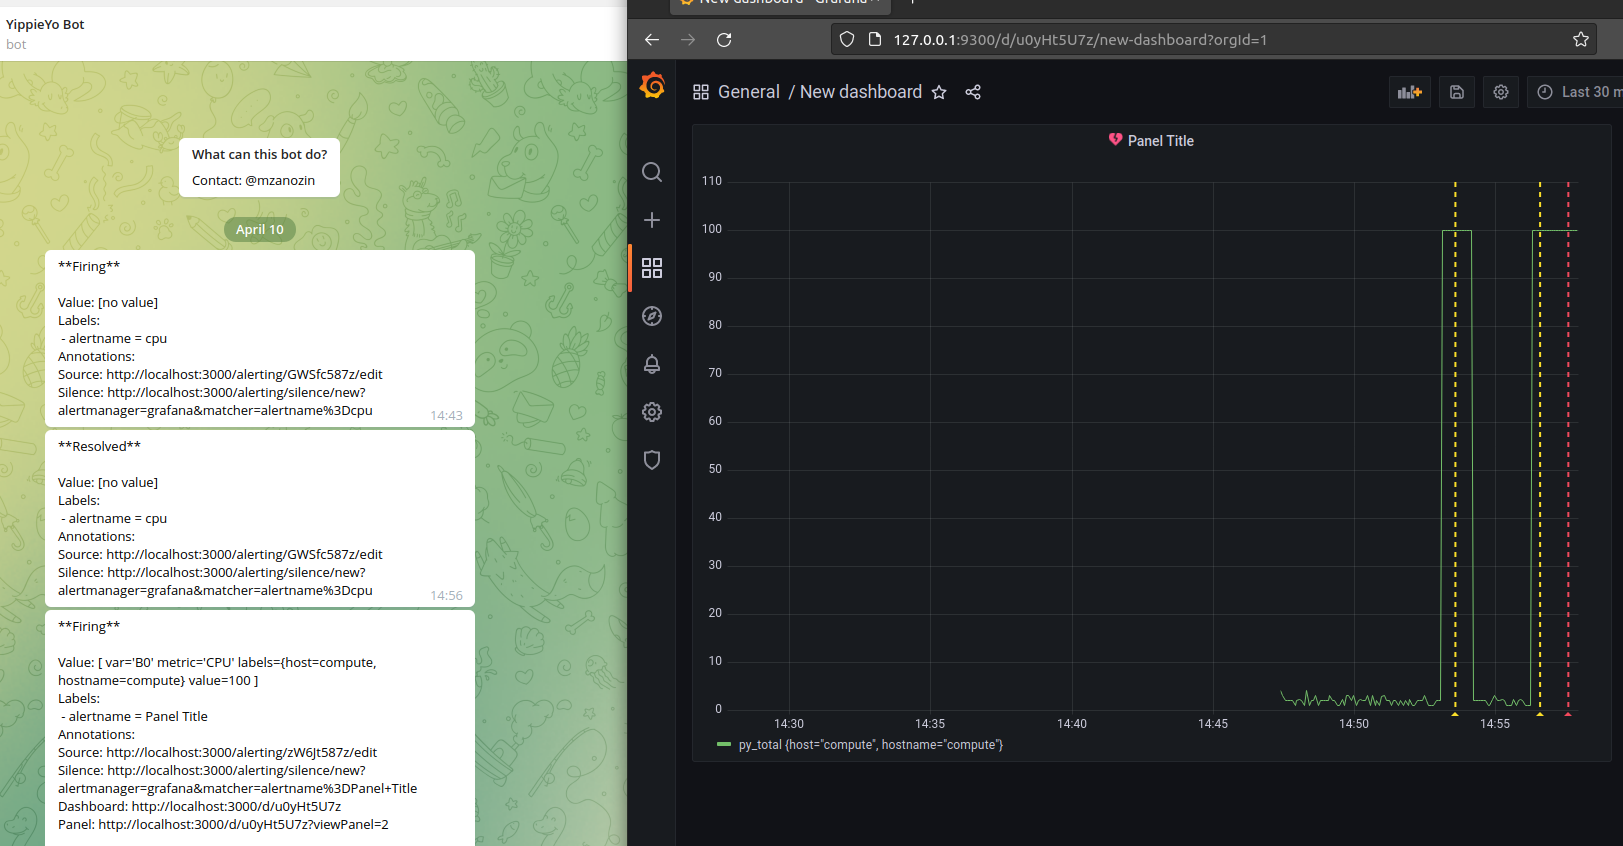 YippieYo Bot
bot
What can this bot do?
Contact: @mzanozin
April 10
**Firing**
Value: [no value]
Labels:
- alertname = cpu
Annotations:
Source: http://localhost:3000/alerting/GWSfc587z/edit
Silence: http://localhost:3000/alerting/silence/new?
alertmanager=grafana&matcher=alertname%3Dcpu
14:43
**Resolved**
Value: [no value]
Labels:
- alertname = cpu
Annotations:
Source: http://localhost:3000/alerting/GWSfc587z/edit
Silence: http://localhost:3000/alerting/silence/new?
alertmanager=grafana&matcher=alertname%3Dcpu
14:56
**Firing**
Value: [ var='B0' metric='CPU' labels={host=compute,
hostname=compute} value=100 ]
Labels:
- alertname = Panel Title
Annotations:
Source: http://localhost:3000/alerting/zW6Jt587z/edit
Silence: http://localhost:3000/alerting/silence/new?
alertmanager=grafana&matcher=alertname%3DPanel+Title
Dashboard: http://localhost:3000/d/u0yHt5U7z
Panel: http://localhost:3000/d/u0yHt5U7z?viewPanel=2
New dashboard - Grafana
127.0.0.1:9300/d/u0yHt5U7z/new-dashboard?orgId=1
General / New dashboard
Last 30 m
Panel Title
110
100
90
80
70
60
50
40
30
20
10
0
14:30 14:35 14:40 14:45 14:50 14:55
py_total {host="compute", hostname="compute"}